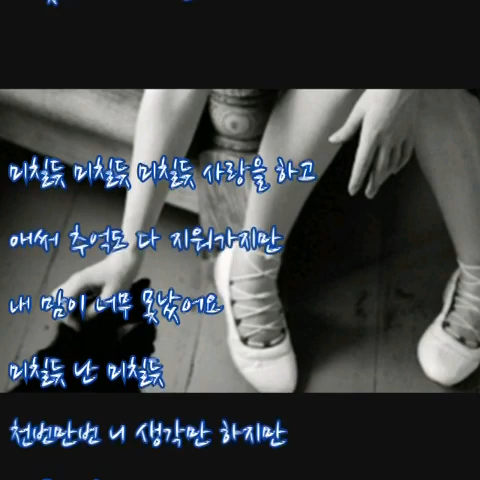 미칠듯 미칠듯 미칠듯 사랑을 하고
애써 추억도 다 지워가지만
내 맘이 너무 못났어요
미칠듯 난 미칠듯
천번만번 니 생각만 하지만